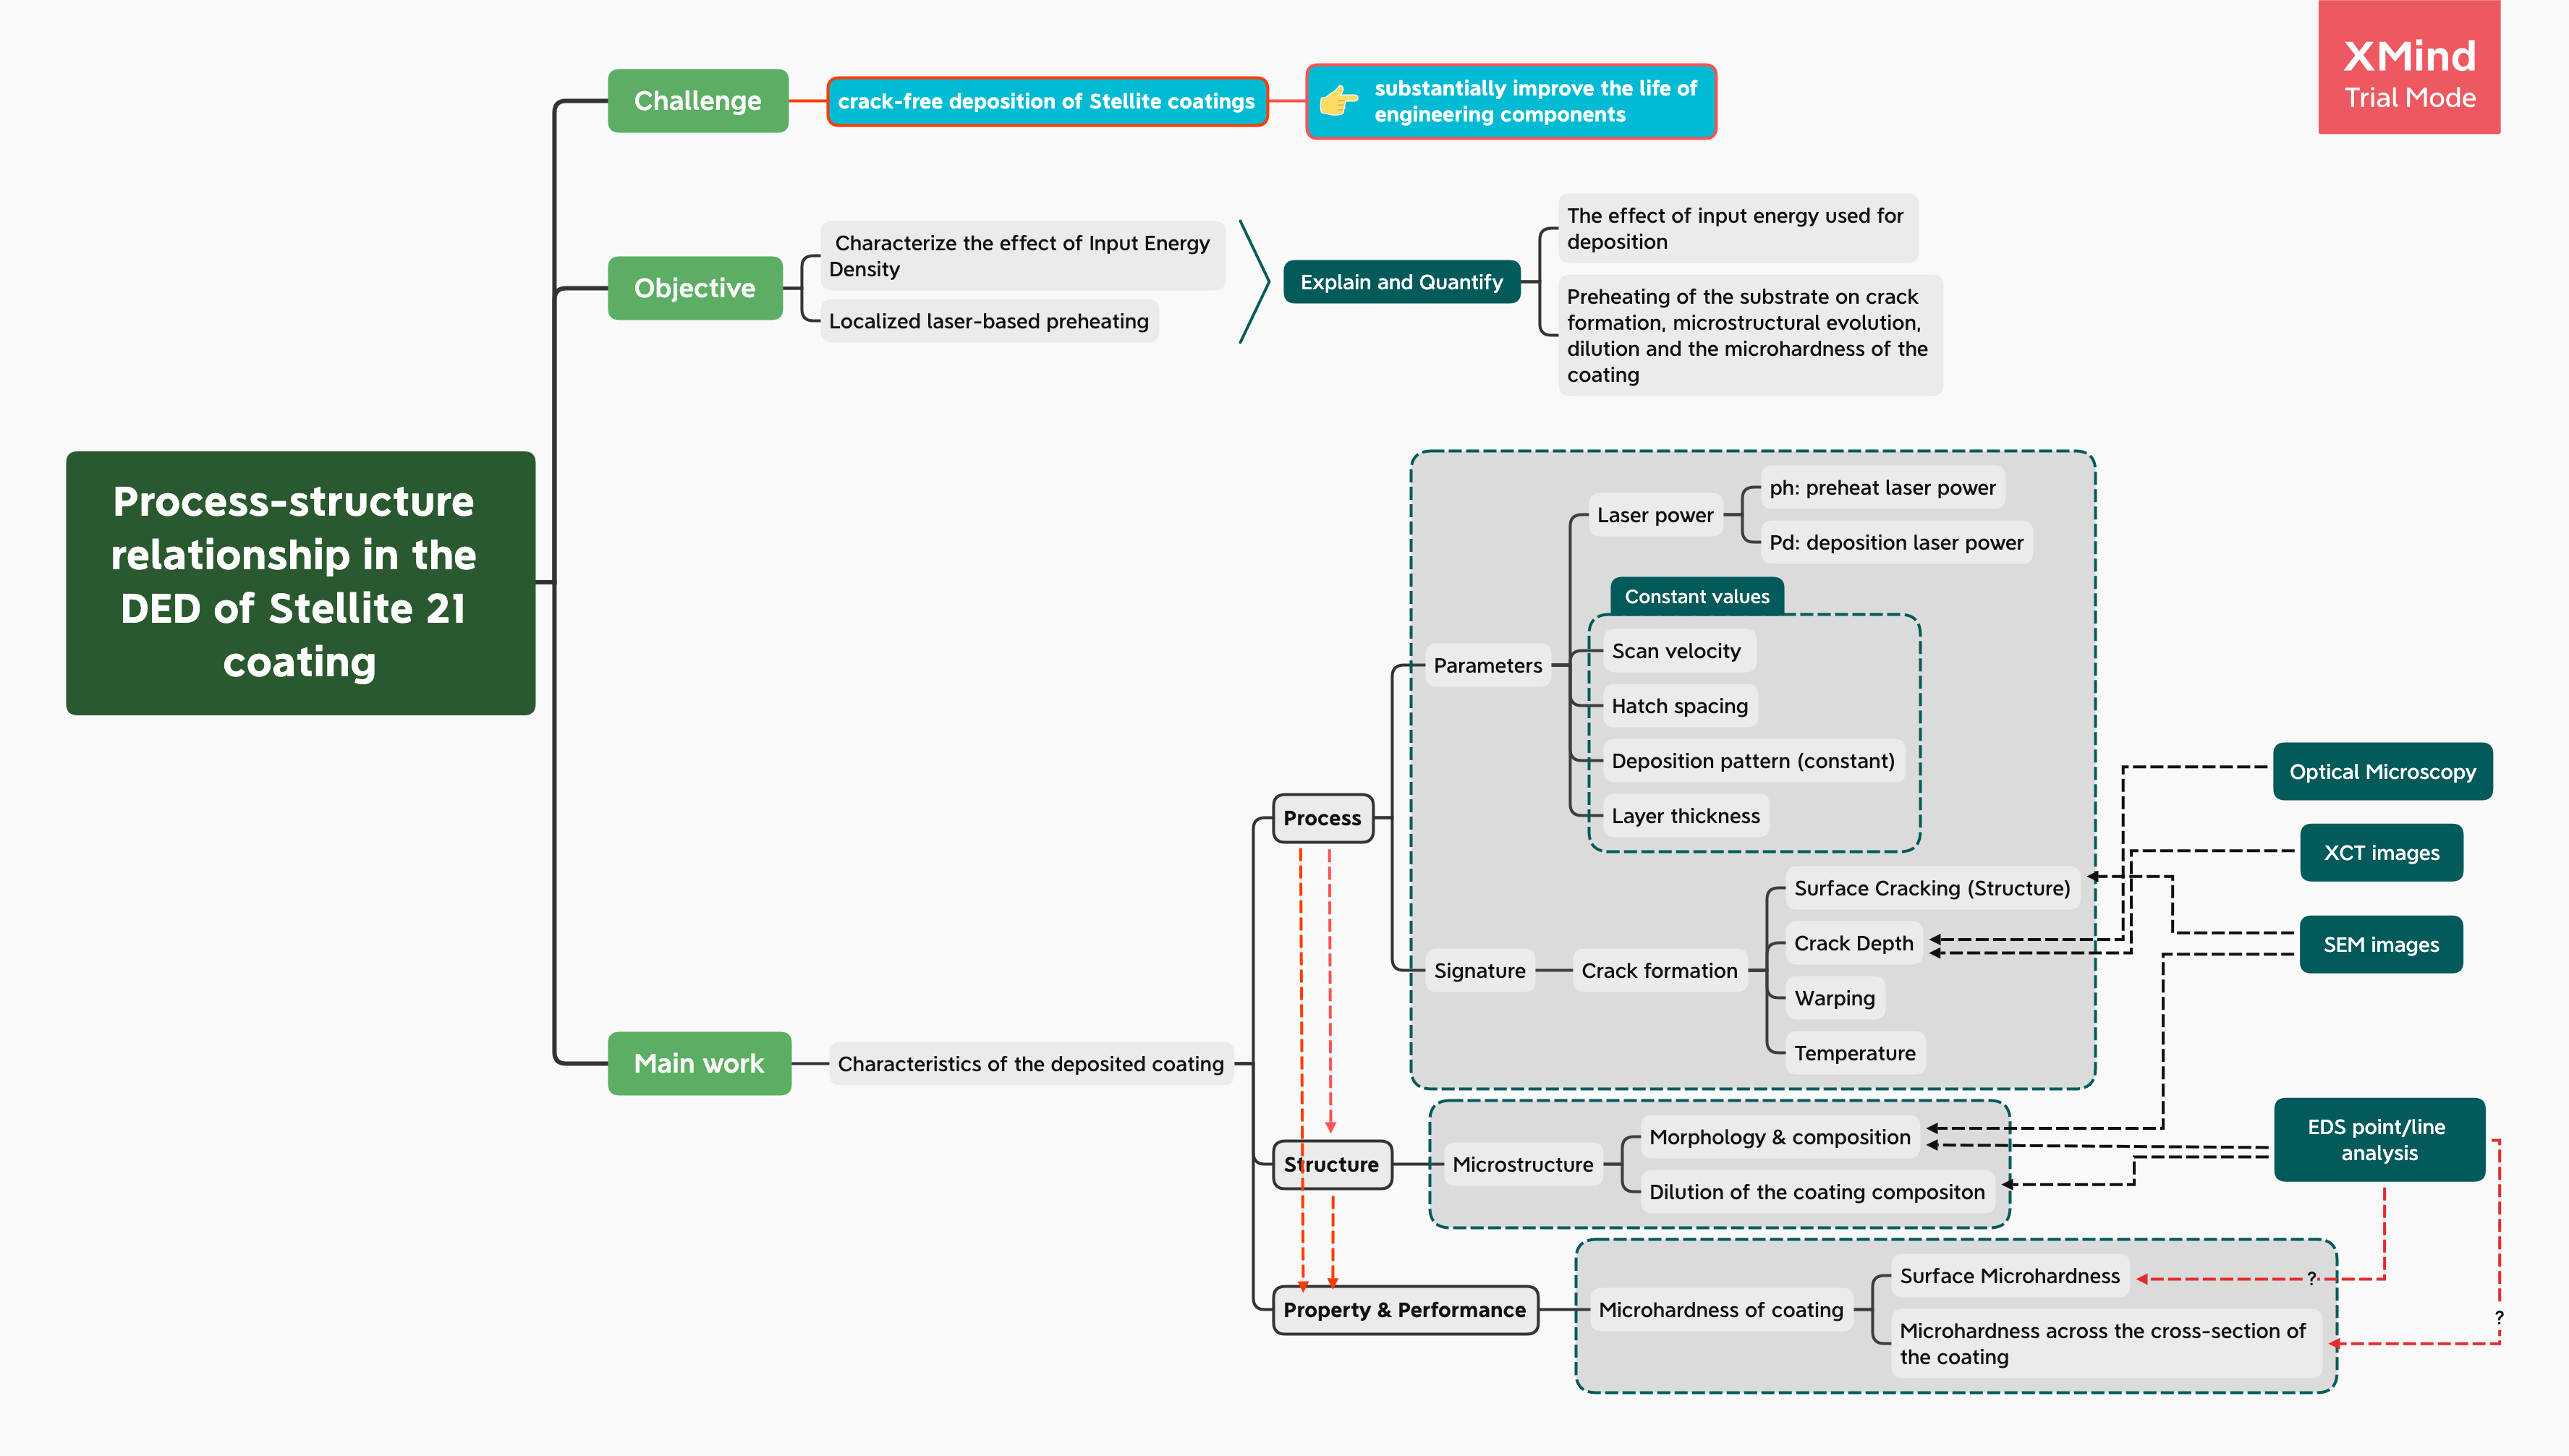 XMind
Trial Mode
Challenge
crack-free deposition of Stellite coatings
substantially improve the life of
engineering components
Objective
Characterize the effect of Input Energy
Density
Localized laser-based preheating
Explain and Quantify
The effect of input energy used for
deposition
Preheating of the substrate on crack
formation, microstructural evolution,
dilution and the microhardness of the
coating
Process-structure
relationship in the
DED of Stellite 21
coating
Main work
Characteristics of the deposited coating
Process
Parameters
Laser power
ph: preheat laser power
Pd: deposition laser power
Constant values
Scan velocity
Hatch spacing
Deposition pattern (constant)
Layer thickness
Signature
Crack formation
Surface Cracking (Structure)
Crack Depth
Warping
Temperature
Optical Microscopy
XCT images
SEM images
Structure
Microstructure
Morphology & composition
Dilution of the coating compositon
EDS point/line
analysis
Property & Performance
Microhardness of coating
Surface Microhardness
?
Microhardness across the cross-section of
the coating
?